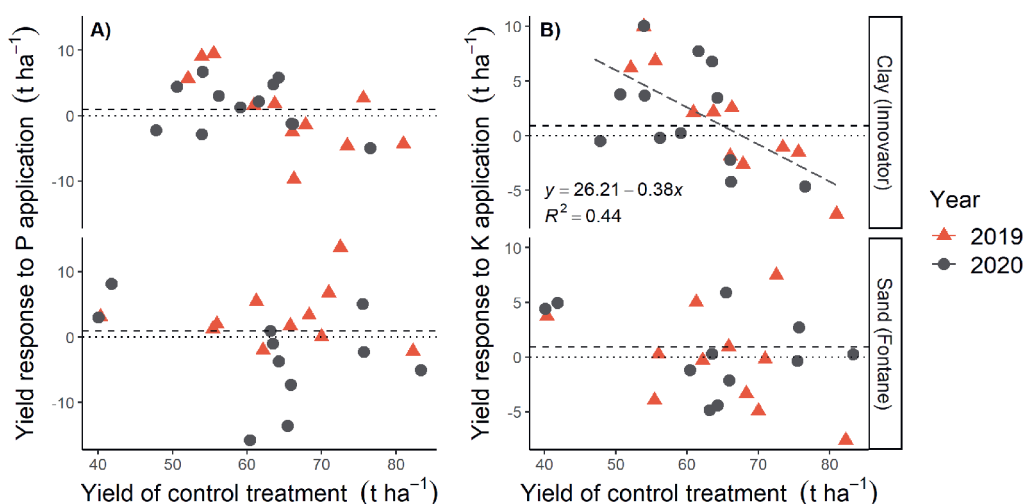 A)
B)
Yield response to P application (t ha⁻¹)
10
0
-10
10
0
-10
40 50 60 70 80
Yield of control treatment (t ha⁻¹)
Yield response to K application (t ha⁻¹)
10
5
0
-5
y = 26.21 − 0.38x
R² = 0.44
10
5
0
-5
40 50 60 70 80
Yield of control treatment (t ha⁻¹)
Clay (Innovator)
Sand (Fontane)
Year
2019
2020